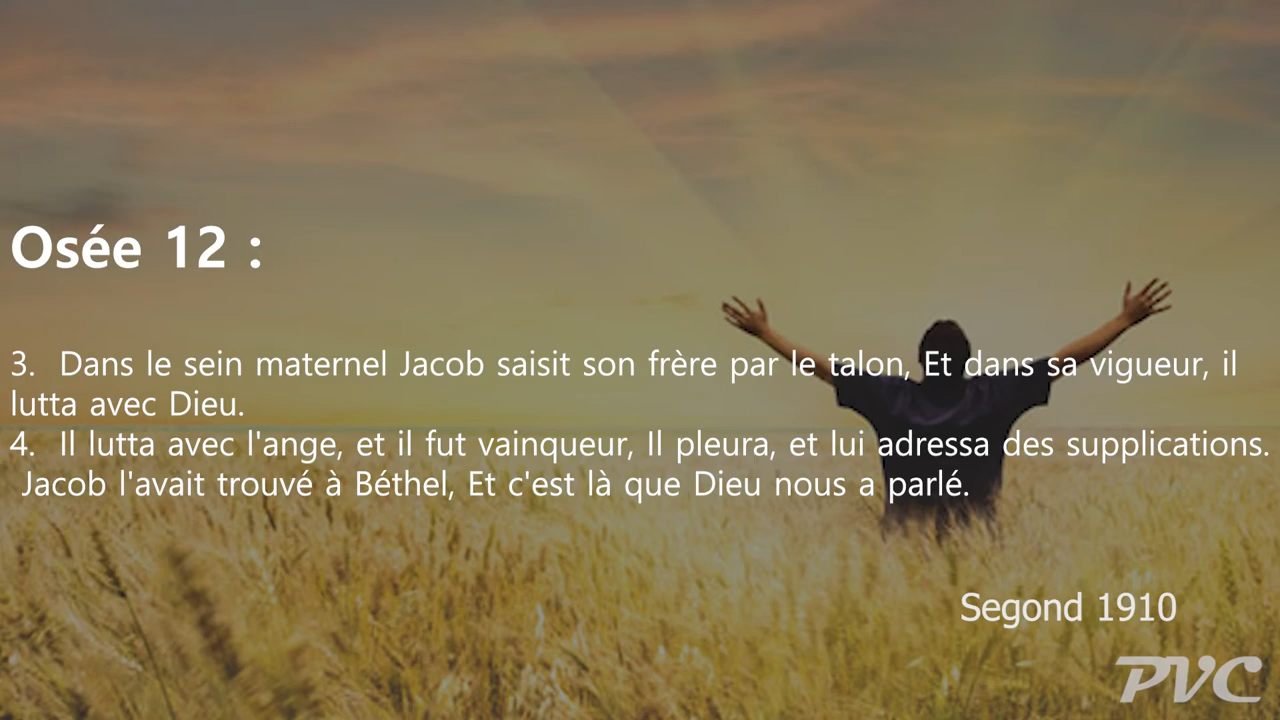 Osée 12 :
3. Dans le sein maternel Jacob saisit son frère par le talon, Et dans sa vigueur, il
lutta avec Dieu.
4. Il lutta avec l'ange, et il fut vainqueur, Il pleura, et lui adressa des supplications.
Jacob l'avait trouvé à Béthel, Et c'est là que Dieu nous a parlé.
Segond 1910
PVC